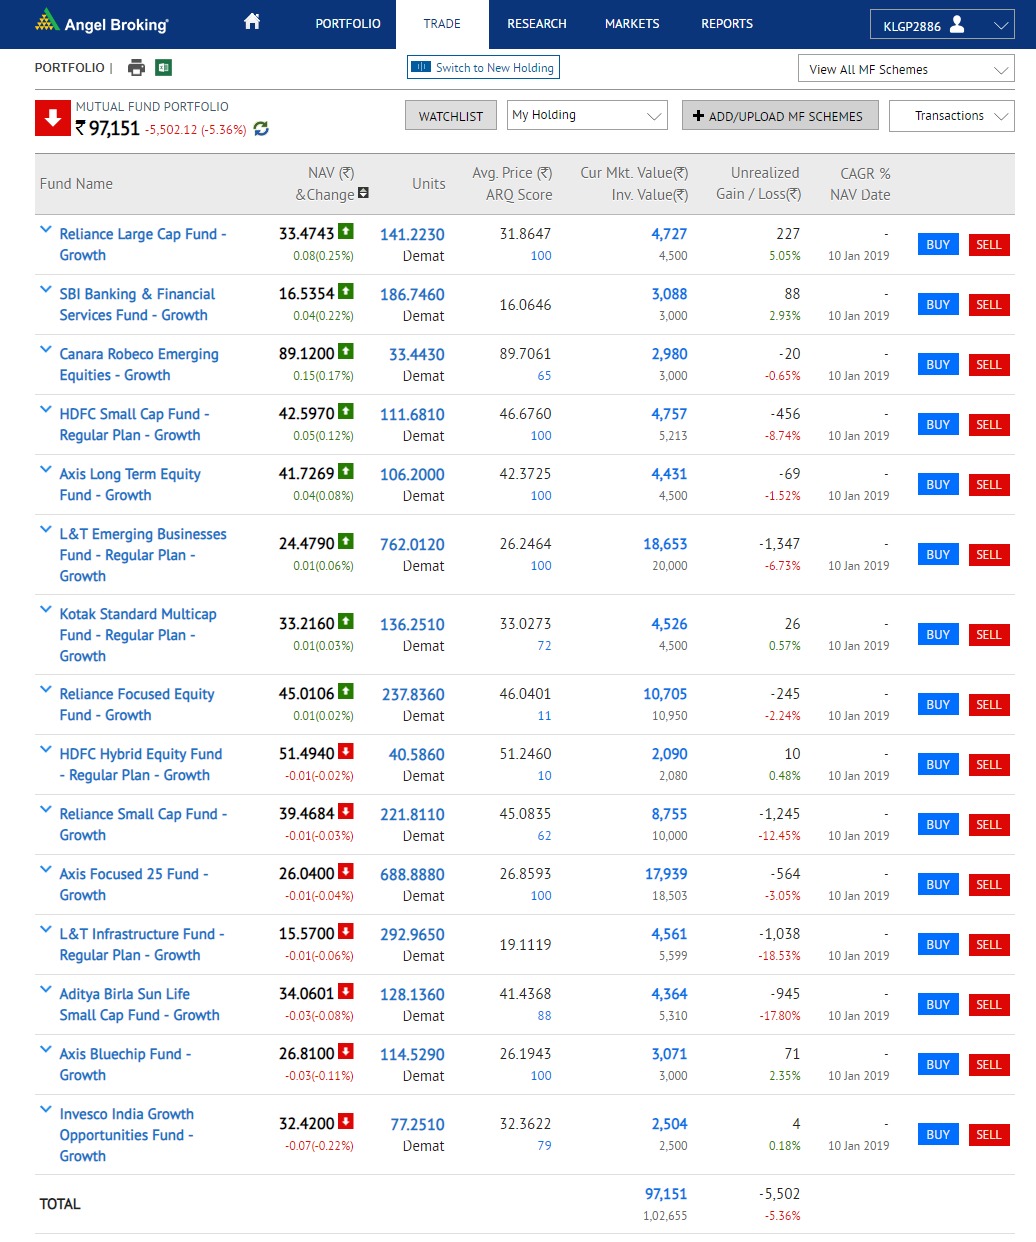 Angel Broking
PORTFOLIO TRADE RESEARCH MARKETS REPORTS KLGP2886
PORTFOLIO | Switch to New Holding View All MF Schemes
MUTUAL FUND PORTFOLIO
₹ 97,151 -5,502.12 (-5.36%) WATCHLIST My Holding + ADD/UPLOAD MF SCHEMES Transactions
Fund Name NAV (₹) &Change Units Avg. Price (₹) ARQ Score Cur Mkt. Value(₹) Inv. Value(₹) Unrealized Gain / Loss(₹) CAGR % NAV Date
Reliance Large Cap Fund - 33.4743 141.2230 31.8647 4,727 227 - BUY SELL
Growth 0.08(0.25%) Demat 100 4,500 5.05% 10 Jan 2019
SBI Banking & Financial 16.5354 186.7460 16.0646 3,088 88 - BUY SELL
Services Fund - Growth 0.04(0.22%) Demat 3,000 2.93% 10 Jan 2019
Canara Robeco Emerging 89.1200 33.4430 89.7061 2,980 -20 - BUY SELL
Equities - Growth 0.15(0.17%) Demat 65 3,000 -0.65% 10 Jan 2019
HDFC Small Cap Fund - 42.5970 111.6810 46.6760 4,757 -456 - BUY SELL
Regular Plan - Growth 0.05(0.12%) Demat 100 5,213 -8.74% 10 Jan 2019
Axis Long Term Equity 41.7269 106.2000 42.3725 4,431 -69 - BUY SELL
Fund - Growth 0.04(0.08%) Demat 100 4,500 -1.52% 10 Jan 2019
L&T Emerging Businesses
Fund - Regular Plan - 24.4790 762.0120 26.2464 18,653 -1,347 - BUY SELL
Growth 0.01(0.06%) Demat 100 20,000 -6.73% 10 Jan 2019
Kotak Standard Multicap
Fund - Regular Plan - 33.2160 136.2510 33.0273 4,526 26 - BUY SELL
Growth 0.01(0.03%) Demat 72 4,500 0.57% 10 Jan 2019
Reliance Focused Equity 45.0106 237.8360 46.0401 10,705 -245 - BUY SELL
Fund - Growth 0.01(0.02%) Demat 11 10,950 -2.24% 10 Jan 2019
HDFC Hybrid Equity Fund 51.4940 40.5860 51.2460 2,090 10 - BUY SELL
- Regular Plan - Growth -0.01(-0.02%) Demat 10 2,080 0.48% 10 Jan 2019
Reliance Small Cap Fund - 39.4684 221.8110 45.0835 8,755 -1,245 - BUY SELL
Growth -0.01(-0.03%) Demat 62 10,000 -12.45% 10 Jan 2019
Axis Focused 25 Fund - 26.0400 688.8880 26.8593 17,939 -564 - BUY SELL
Growth -0.01(-0.04%) Demat 100 18,503 -3.05% 10 Jan 2019
L&T Infrastructure Fund - 15.5700 292.9650 19.1119 4,561 -1,038 - BUY SELL
Regular Plan - Growth -0.01(-0.06%) Demat 5,599 -18.53% 10 Jan 2019
Aditya Birla Sun Life 34.0601 128.1360 41.4368 4,364 -945 - BUY SELL
Small Cap Fund - Growth -0.03(-0.08%) Demat 88 5,310 -17.80% 10 Jan 2019
Axis Bluechip Fund - 26.8100 114.5290 26.1943 3,071 71 - BUY SELL
Growth -0.03(-0.11%) Demat 100 3,000 2.35% 10 Jan 2019
Invesco India Growth
Opportunities Fund - 32.4200 77.2510 32.3622 2,504 4 - BUY SELL
Growth -0.07(-0.22%) Demat 79 2,500 0.18% 10 Jan 2019
TOTAL 97,151 -5,502
1,02,655 -5.36%